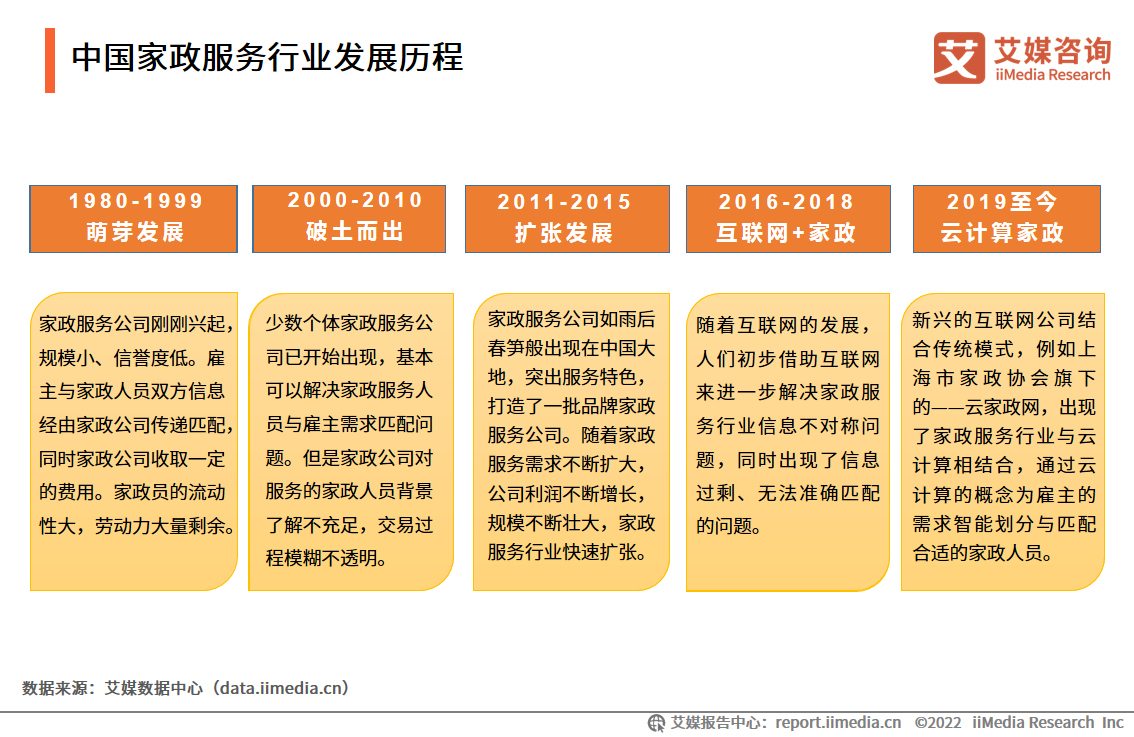 中国家政服务行业发展历程
艾媒咨询
iiMedia Research
1980-1999
萌芽发展
2000-2010
破土而出
2011-2015
扩张发展
2016-2018
互联网+家政
2019至今
云计算家政
家政服务公司刚刚兴起，
规模小、信誉度低。雇
主与家政人员双方信息
经由家政公司传递匹配，
同时家政公司收取一定
的费用。家政员的流动
性大，劳动力大量剩余。
少数个体家政服务公
司已开始出现，基本
可以解决家政服务人
员与雇主需求匹配问
题。但是家政公司对
服务的家政人员背景
了解不充足，交易过
程模糊不透明。
家政服务公司如雨后
春笋般出现在中国大
地，突出服务特色，
打造了一批品牌家政
服务公司。随着家政
服务需求不断扩大，
公司利润不断增长，
规模不断壮大，家政
服务行业快速扩张。
随着互联网的发展，
人们初步借助互联网
来进一步解决家政服
务行业信息不对称问
题，同时出现了信息
过剩、无法准确匹配
的问题。
新兴的互联网公司结
合传统模式，例如上
海市家政协会旗下
的——云家政网，出现
了家政服务行业与云
计算相结合，通过云
计算的概念为雇主的
需求智能划分与匹配
合适的家政人员。
数据来源：艾媒数据中心（data.iimedia.cn）
艾媒报告中心：report.iimedia.cn ©2022 iiMedia Research Inc